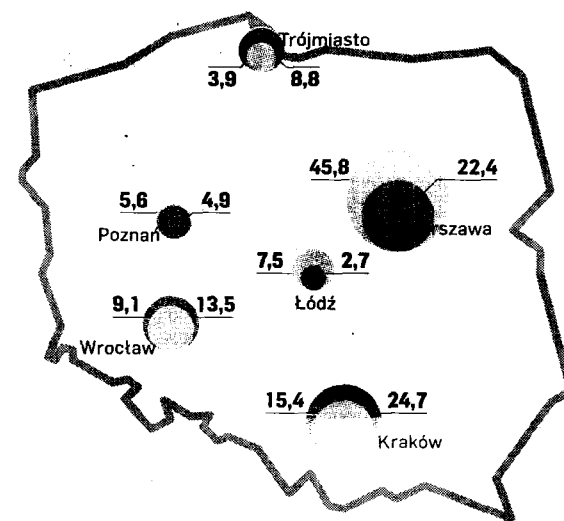 Trójmiasto
3,9 8,8
45,8 22,4
5,6 4,9
Poznań
rszawa
7,5 2,7
Łódź
9,1 13,5
Wrocław
15,4 24,7
Kraków